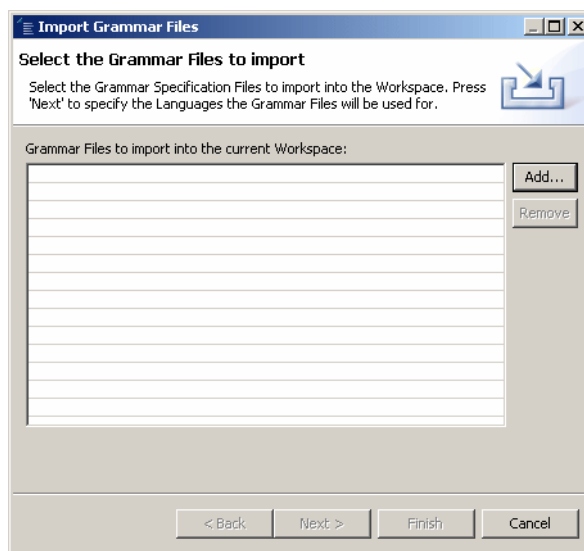 Import Grammar Files
Select the Grammar Files to import
Select the Grammar Specification Files to import into the Workspace. Press
'Next' to specify the Languages the Grammar Files will be used for.
Grammar Files to import into the current Workspace:
Add...
Remove
< Back
Next >
Finish
Cancel